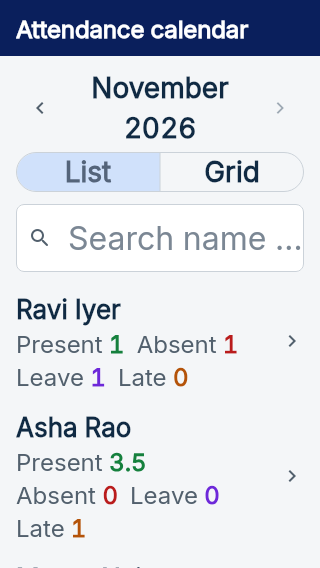 Attendance calendar
November
2026
List Grid
Search name ...
Ravi Iyer
Present 1 Absent 1
Leave 1 Late 0
Asha Rao
Present 3.5
Absent 0 Leave 0
Late 1